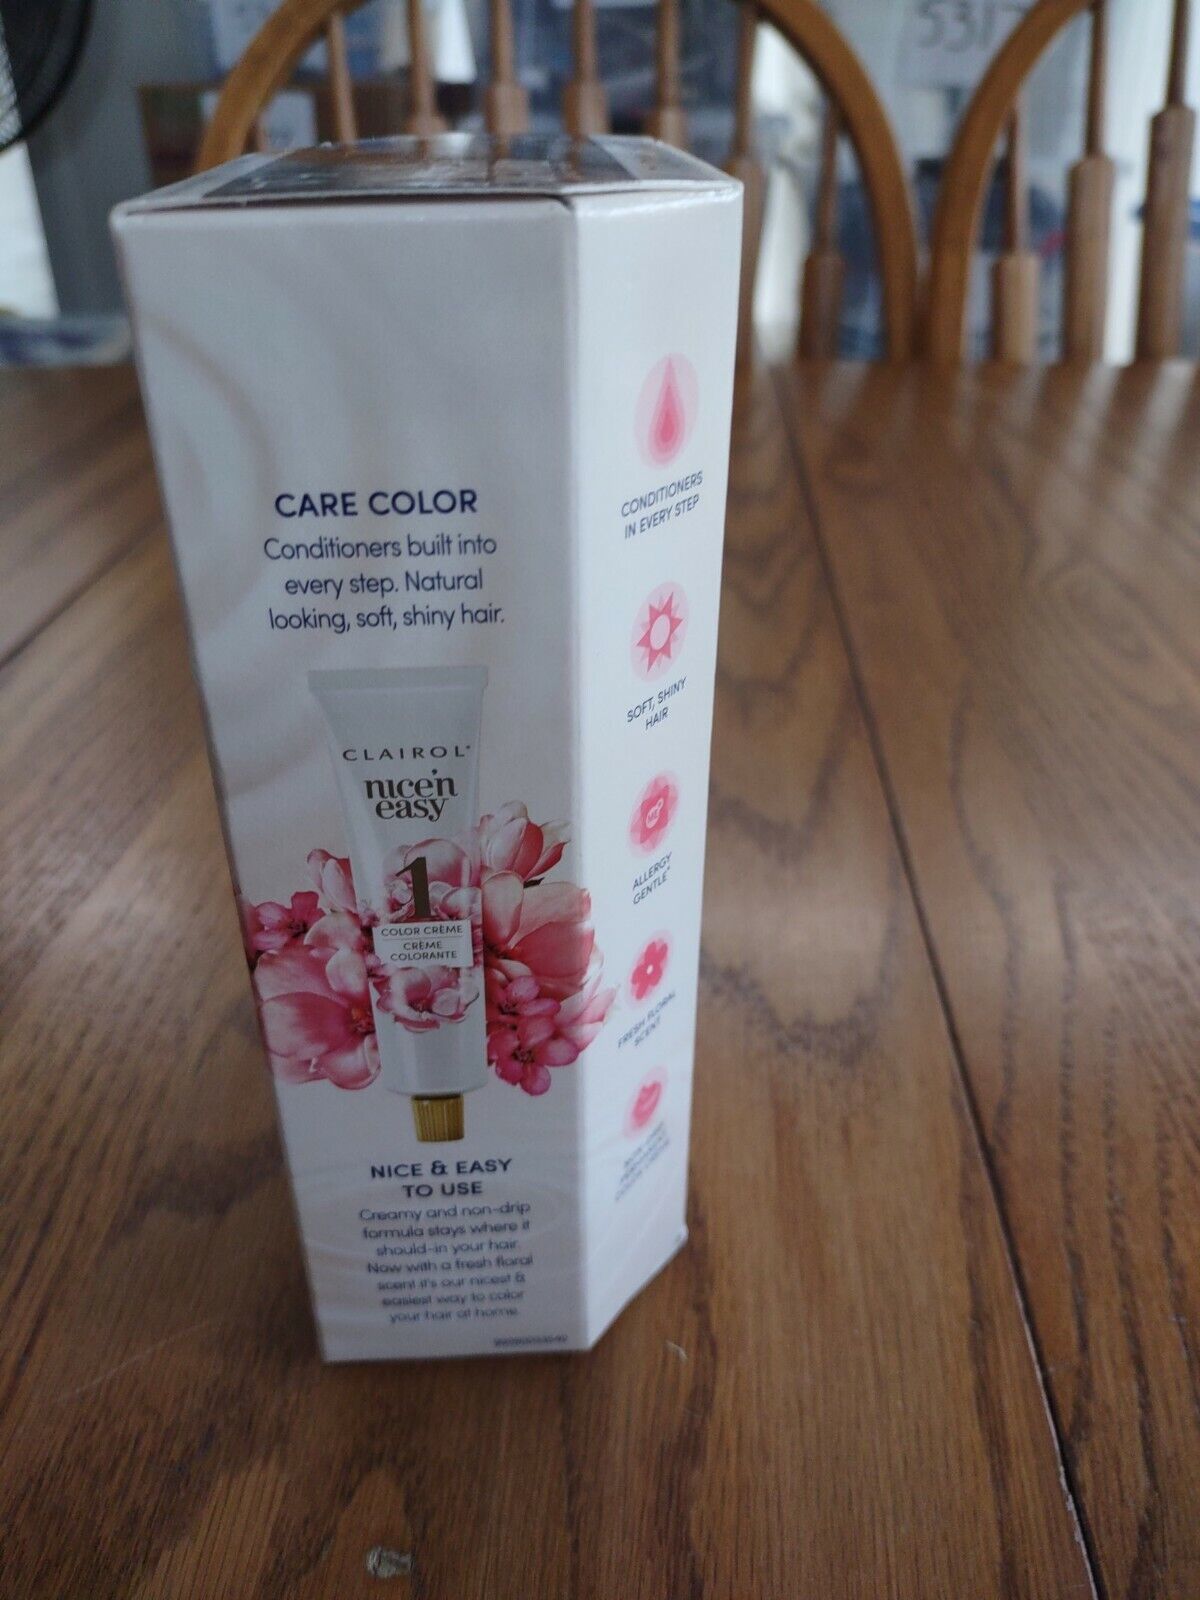 5317
CARE COLOR
Conditioners built into
every step. Natural
looking, soft, shiny hair.
CLAIROL®
nice'n
easy
1
COLOR CRÈME
CRÈME
COLORANTE
NICE & EASY
TO USE
Creamy and non-drip
formula stays where it
should-in your hair.
Now with a fresh floral
scent it's our nicest &
easiest way to color
your hair at home.
CONDITIONERS
IN EVERY STEP
SOFT, SHINY
HAIR
ME+
ALLERGY
GENTLE*
FRESH FLORAL
SCENT